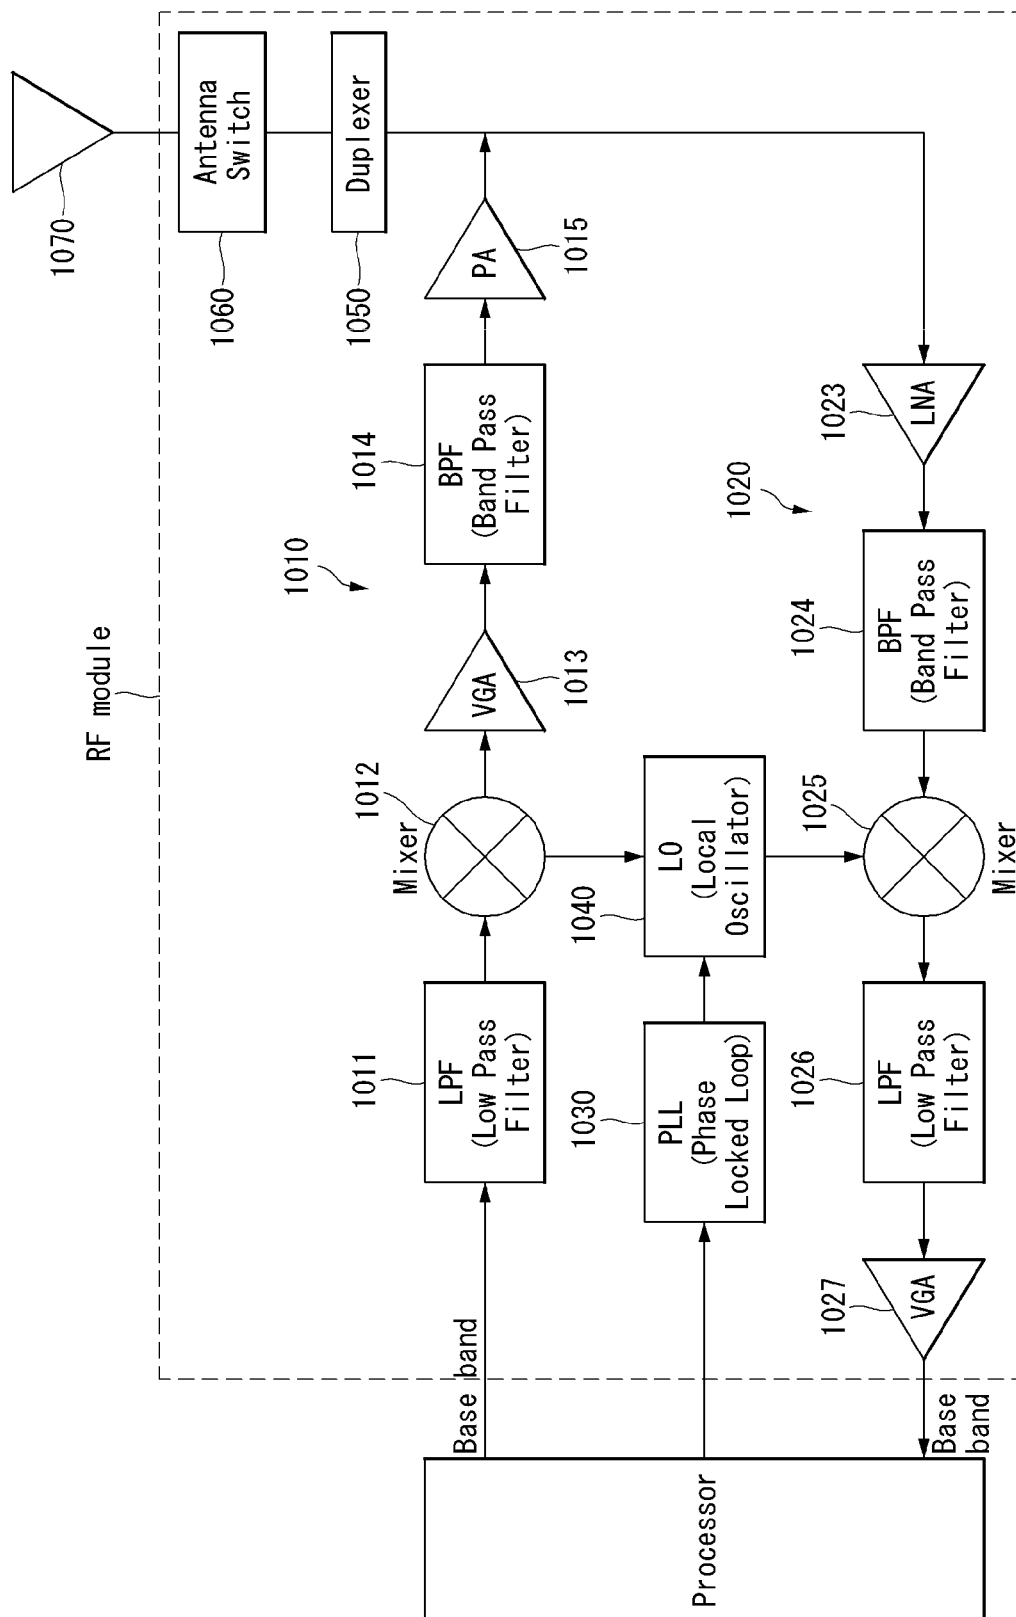 RF module
1070
Antenna
Switch
1060
Duplexer
1050
1010
Base band
LPF
(Low Pass
Filter)
1011
Mixer
1012
VGA
1013
BPF
(Band Pass
Filter)
1014
PA
1015
Processor
PLL
(Phase
Locked Loop)
1030
LO
(Local
Oscillator)
1040
1020
Base
band
VGA
1027
LPF
(Low Pass
Filter)
1026
Mixer
1025
BPF
(Band Pass
Filter)
1024
LNA
1023